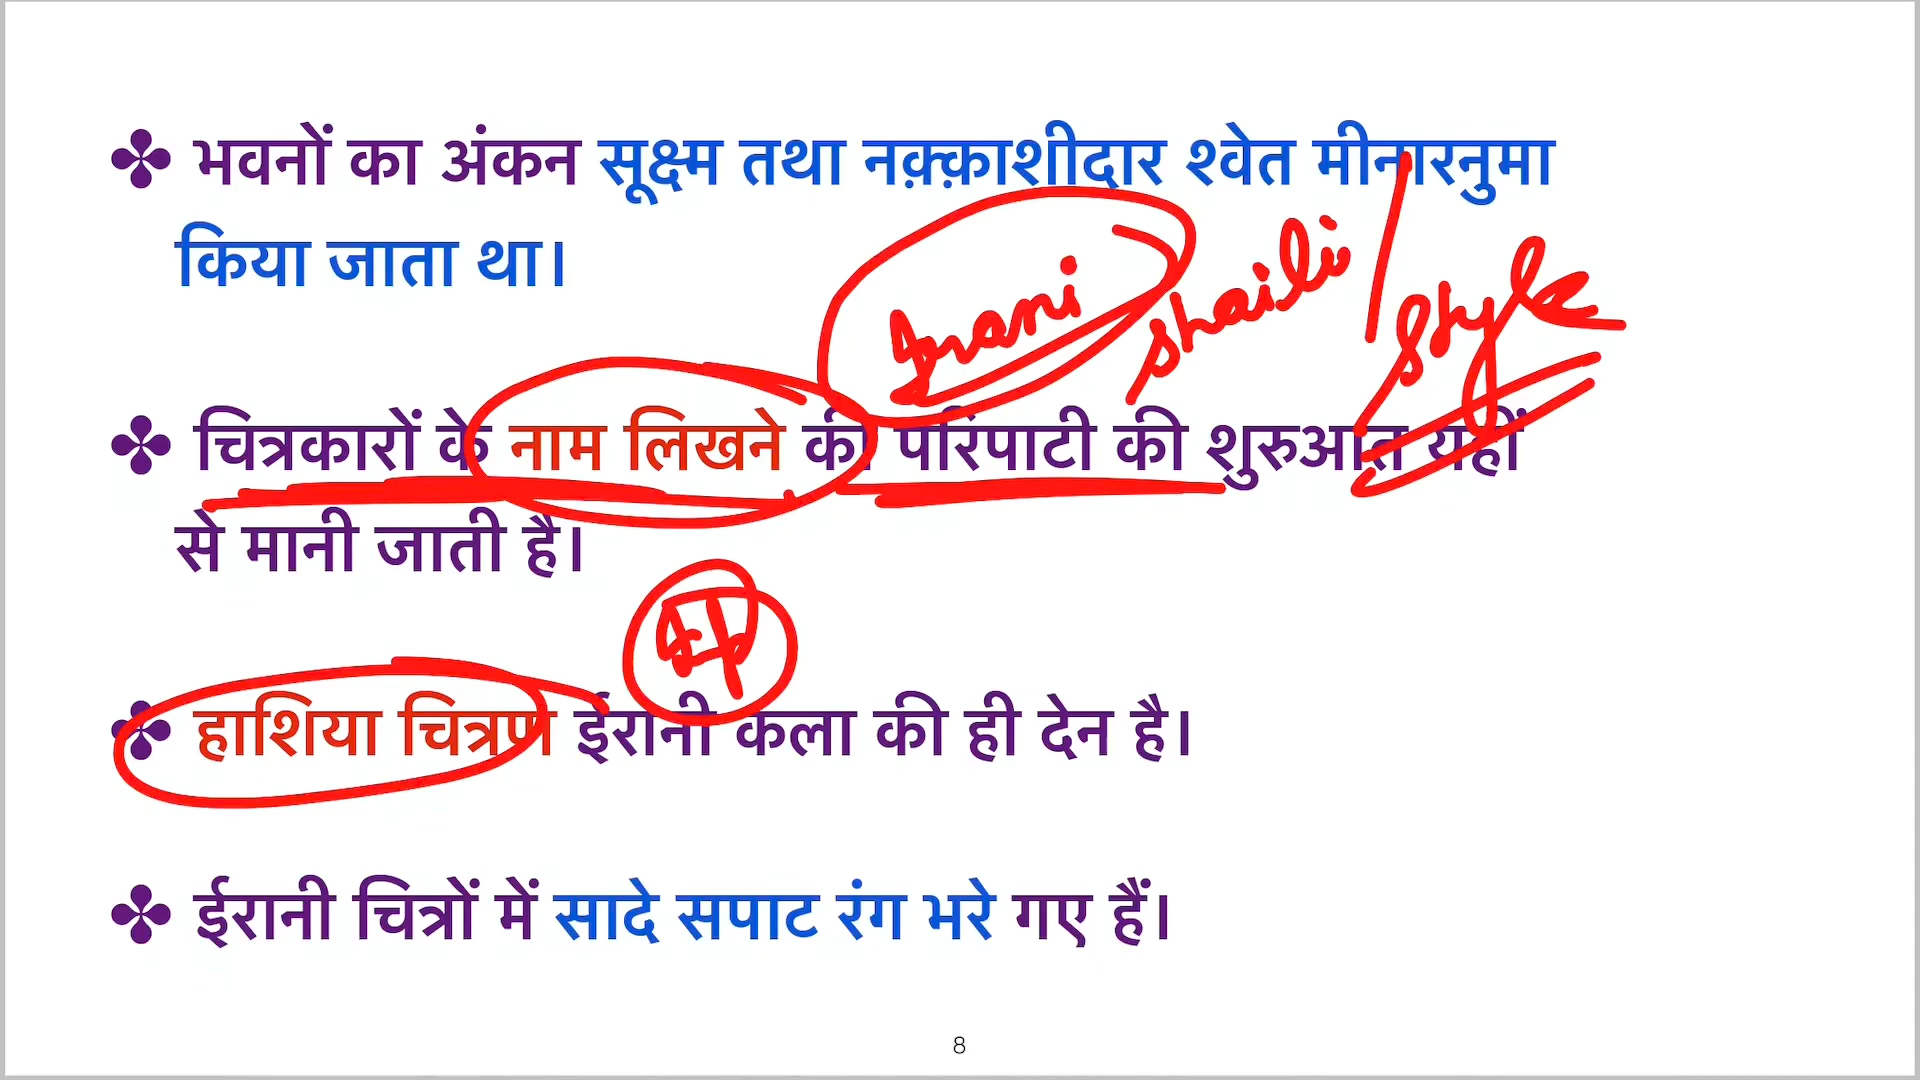 ✤ भवनों का अंकन सूक्ष्म तथा नक़्क़ाशीदार श्वेत मीनारनुमा
किया जाता था।
Irani shaili / style
✤ चित्रकारों के नाम लिखने की परिपाटी की शुरुआत यहीं
से मानी जाती है।
✤ हाशिया चित्रण ईरानी कला की ही देन है।
✤ ईरानी चित्रों में सादे सपाट रंग भरे गए हैं।
8